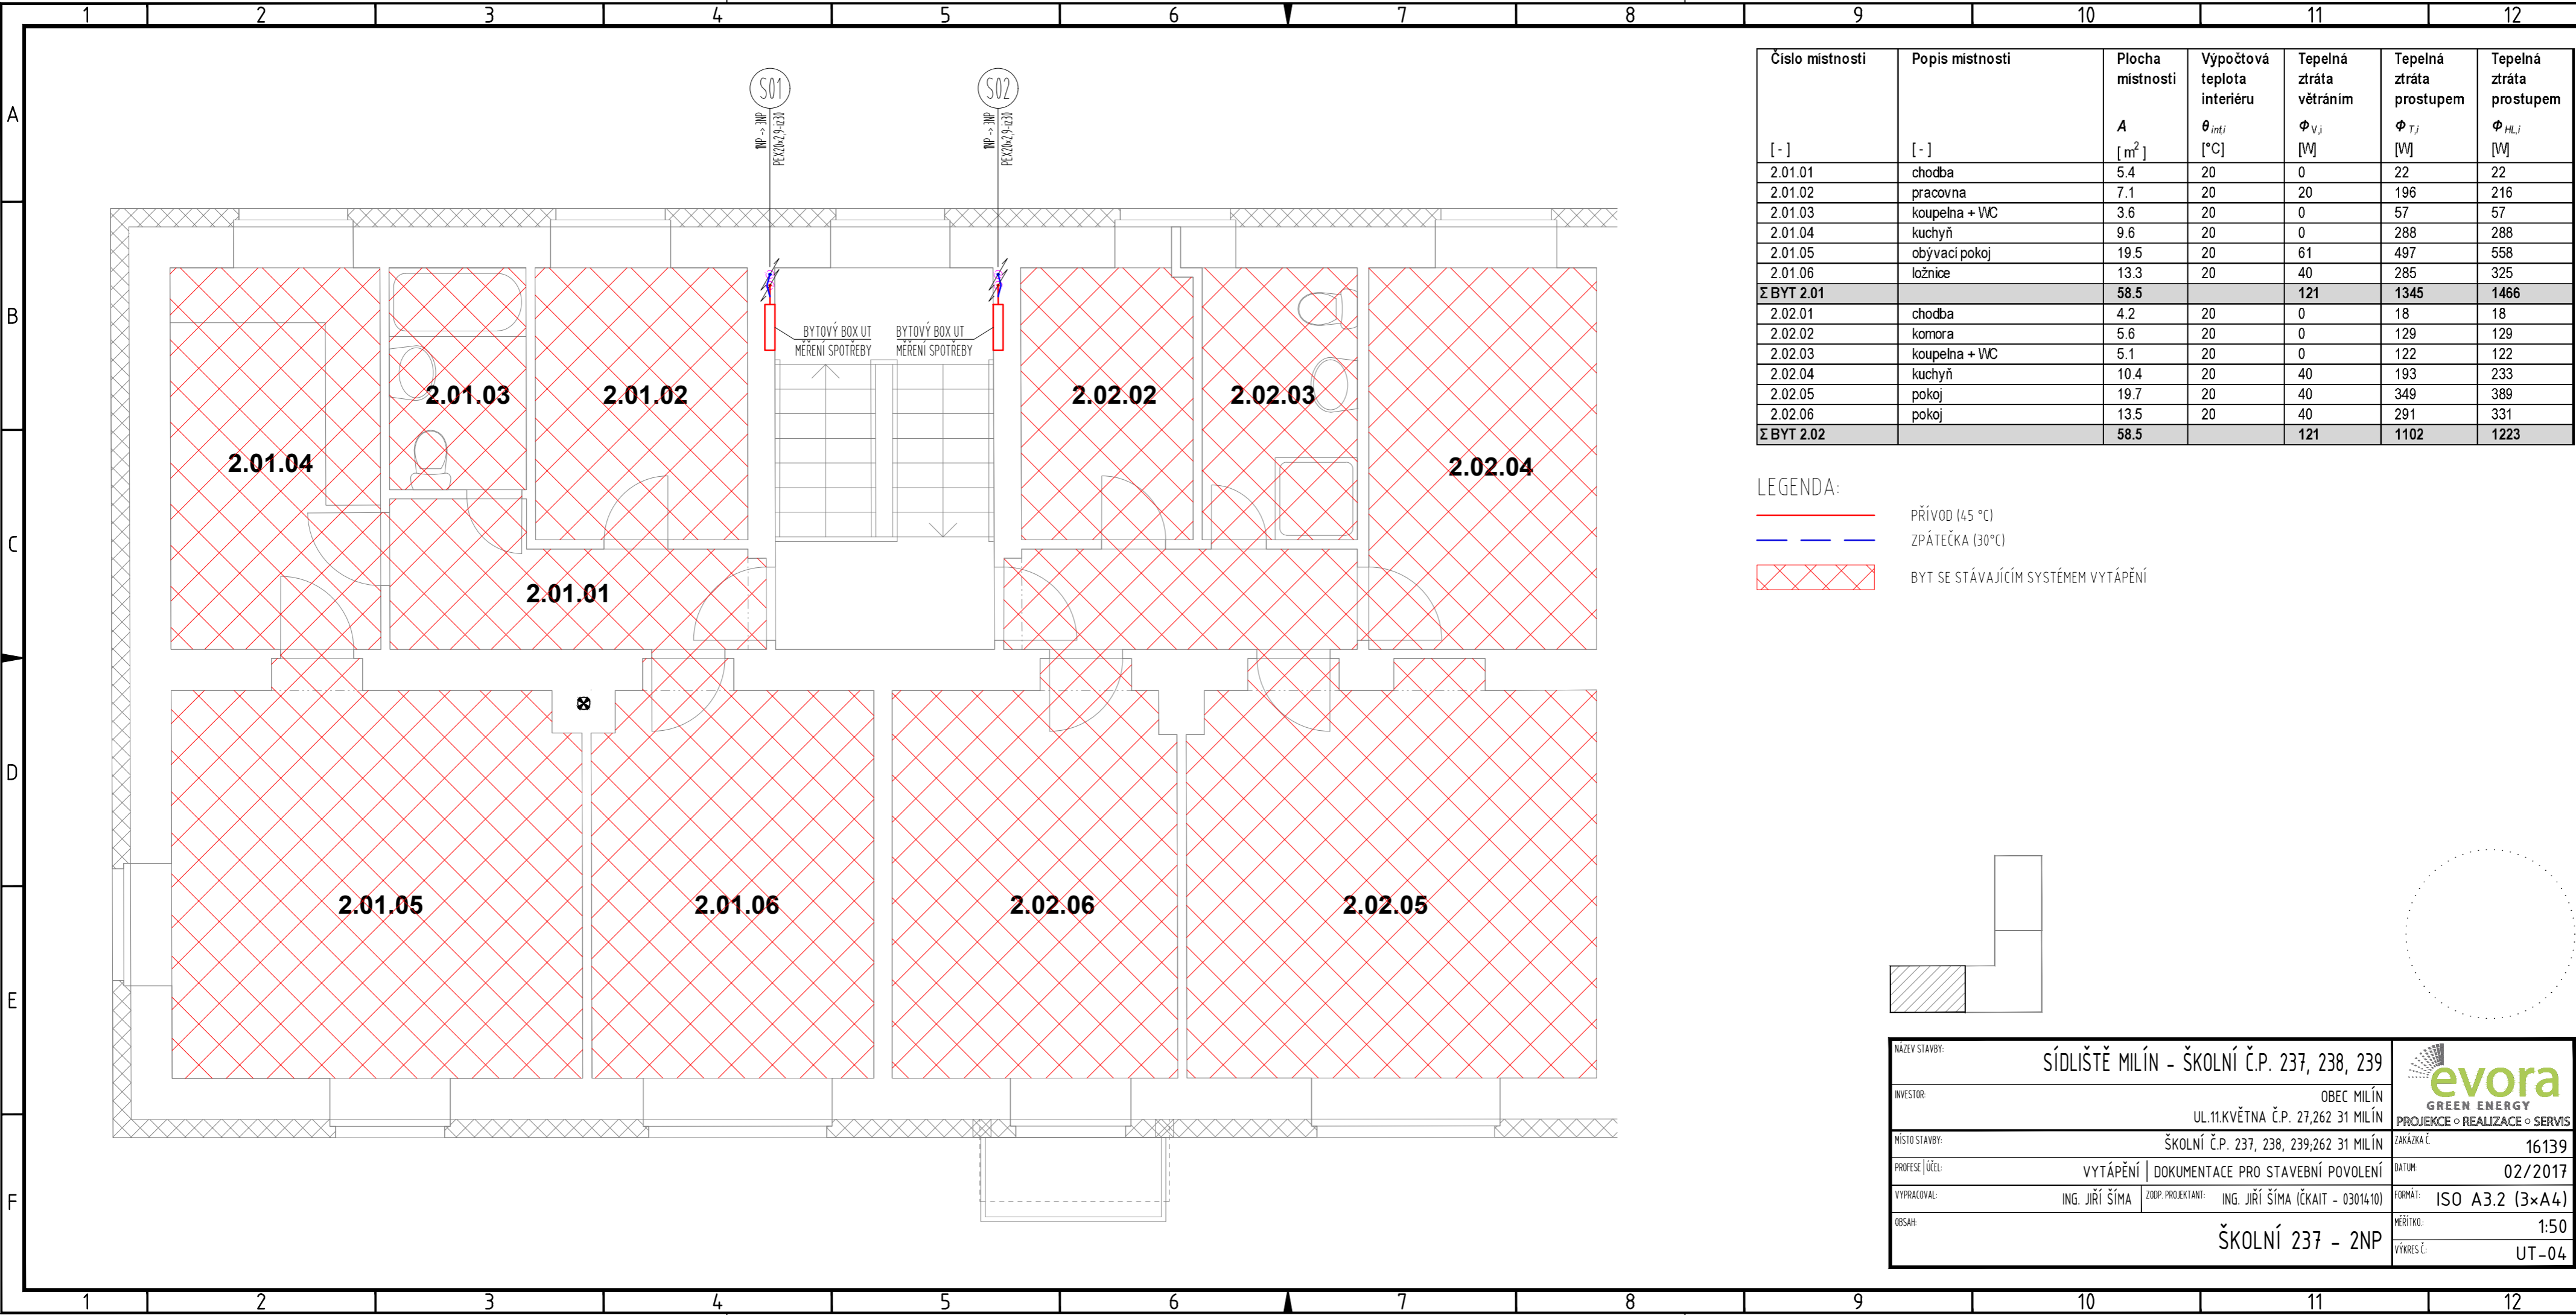 1 2 3 4 5 6 7 8 9 10 11 12
A
B
C
D
E
F
S01
1NP -> 3NP
PEX20x2,9-iz30
S02
1NP -> 3NP
PEX20x2,9-iz30
BYTOVÝ BOX UT
MĚŘENÍ SPOTŘEBY
BYTOVÝ BOX UT
MĚŘENÍ SPOTŘEBY
2.01.03
2.01.02
2.02.02
2.02.03
2.01.04
2.02.04
2.01.01
2.01.05
2.01.06
2.02.06
2.02.05
Číslo místnosti Popis místnosti Plocha místnosti Výpočtová teplota interiéru Tepelná ztráta větráním Tepelná ztráta prostupem Tepelná ztráta prostupem
A θ int,i Φ V,i Φ T,i Φ HL,i
[ - ] [ - ] [ m² ] [°C] [W] [W] [W]
2.01.01 chodba 5.4 20 0 22 22
2.01.02 pracovna 7.1 20 20 196 216
2.01.03 koupelna + WC 3.6 20 0 57 57
2.01.04 kuchyň 9.6 20 0 288 288
2.01.05 obývací pokoj 19.5 20 61 497 558
2.01.06 ložnice 13.3 20 40 285 325
Σ BYT 2.01 58.5 121 1345 1466
2.02.01 chodba 4.2 20 0 18 18
2.02.02 komora 5.6 20 0 129 129
2.02.03 koupelna + WC 5.1 20 0 122 122
2.02.04 kuchyň 10.4 20 40 193 233
2.02.05 pokoj 19.7 20 40 349 389
2.02.06 pokoj 13.5 20 40 291 331
Σ BYT 2.02 58.5 121 1102 1223
LEGENDA:
PŘÍVOD (45 °C)
ZPÁTEČKA (30°C)
BYT SE STÁVAJÍCÍM SYSTÉMEM VYTÁPĚNÍ
NÁZEV STAVBY:
SÍDLIŠTĚ MILÍN - ŠKOLNÍ Č.P. 237, 238, 239
INVESTOR:
OBEC MILÍN
UL.11.KVĚTNA Č.P. 27,262 31 MILÍN
evora
GREEN ENERGY
PROJEKCE ○ REALIZACE ○ SERVIS
MÍSTO STAVBY: ŠKOLNÍ Č.P. 237, 238, 239;262 31 MILÍN
ZAKÁZKA Č. 16139
PROFESE | ÚČEL: VYTÁPĚNÍ | DOKUMENTACE PRO STAVEBNÍ POVOLENÍ
DATUM: 02/2017
VYPRACOVAL: ING. JIŘÍ ŠÍMA ZODP. PROJEKTANT: ING. JIŘÍ ŠÍMA (ČKAIT - 0301410)
FORMÁT: ISO A3.2 (3×A4)
OBSAH: ŠKOLNÍ 237 - 2NP
MĚŘÍTKO: 1:50
VÝKRES Č.: UT-04
1 2 3 4 5 6 7 8 9 10 11 12